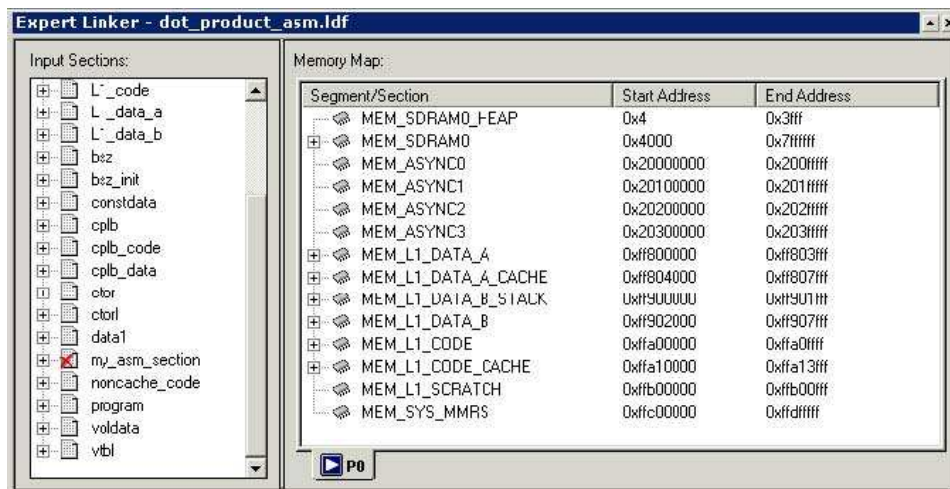 Expert Linker - dot_product_asm.ldf
Input Sections:
L1_code
L1_data_a
L1_data_b
bsz
bsz_init
constdata
cplb
cplb_code
cplb_data
ctor
ctorl
data1
my_asm_section
noncache_code
program
voldata
vtbl
Memory Map:
Segment/Section Start Address End Address
MEM_SDRAM0_HEAP 0x4 0x3fff
MEM_SDRAM0 0x4000 0x7ffffff
MEM_ASYNC0 0x20000000 0x200fffff
MEM_ASYNC1 0x20100000 0x201fffff
MEM_ASYNC2 0x20200000 0x202fffff
MEM_ASYNC3 0x20300000 0x203fffff
MEM_L1_DATA_A 0xff800000 0xff803fff
MEM_L1_DATA_A_CACHE 0xff804000 0xff807fff
MEM_L1_DATA_B_STACK 0xff900000 0xff901fff
MEM_L1_DATA_B 0xff902000 0xff907fff
MEM_L1_CODE 0xffa00000 0xffa0ffff
MEM_L1_CODE_CACHE 0xffa10000 0xffa13fff
MEM_L1_SCRATCH 0xffb00000 0xffb00fff
MEM_SYS_MMRS 0xffc00000 0xffdfffff
P0